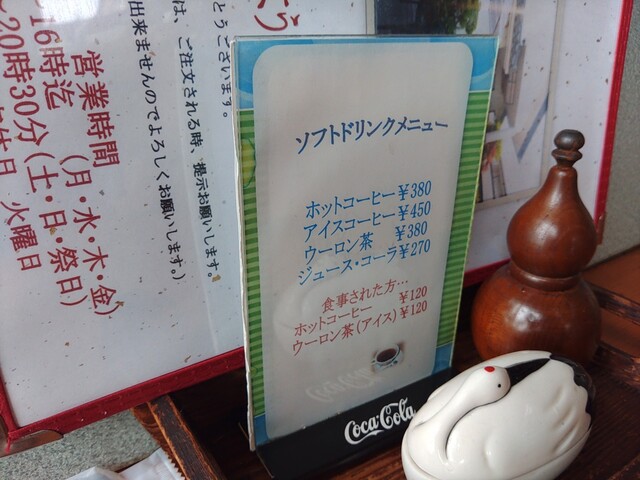 ソフトドリンクメニュー
ホットコーヒー ¥380
アイスコーヒー ¥450
ウーロン茶 ¥380
ジュース・コーラ ¥270
食事された方…
ホットコーヒー ¥120
ウーロン茶(アイス) ¥120
Coca-Cola
とうございます。
は、ご注文される時、提示お願いします。
出来ませんのでよろしくお願いします。)
営業時間
(月・水・木・金)
16時迄
20時30分(土・日・祭日)
火曜日